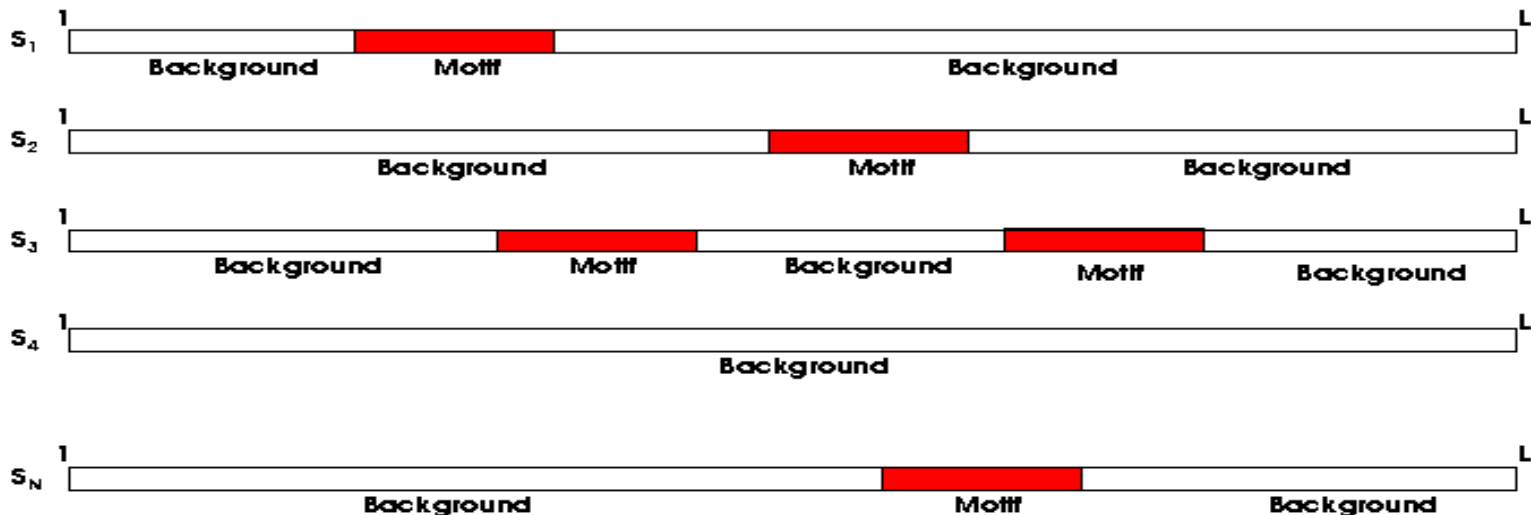 1 L
S1
Background Motif Background
1 L
S2
Background Motif Background
1 L
S3
Background Motif Background Motif Background
1 L
S4
Background
1 L
SN
Background Motif Background